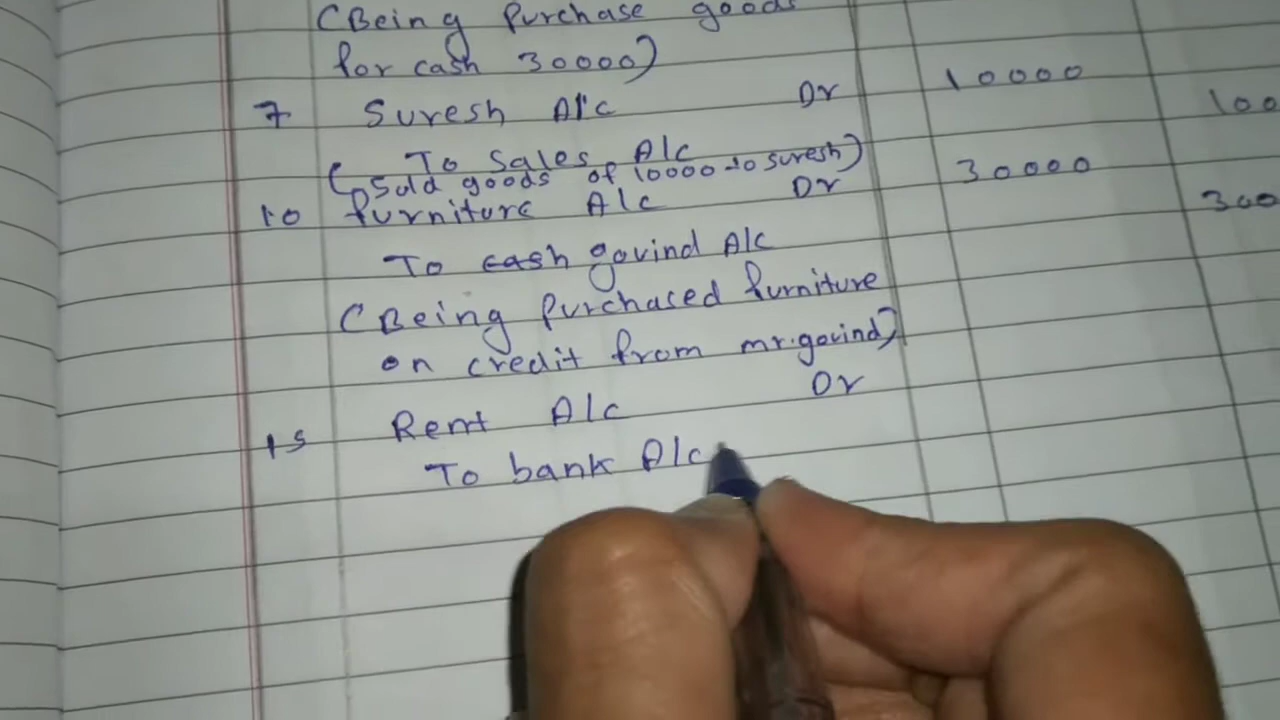 (Being Purchase goods
for cash 30000)
7 Suresh A/c Dr 10000
To Sales A/c 100
(Sold goods of 10000 to suresh)
10 furniture A/c Dr 30000
To cash govind A/c 300
(Being Purchased furniture
on credit from mr.govind)
15 Rent A/c Dr
To bank A/c